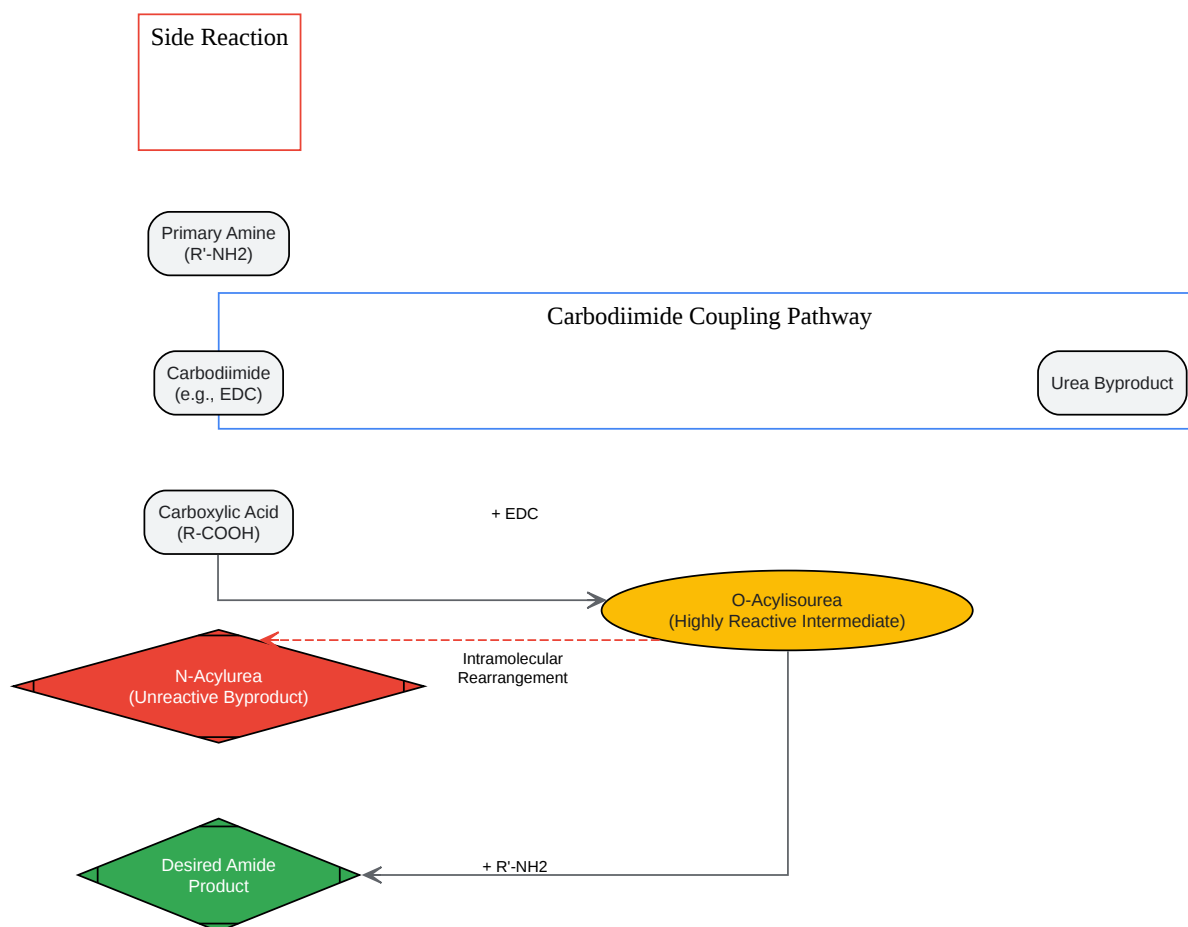 Side Reaction
Primary Amine
(R'-NH2)
Carbodiimide Coupling Pathway
Carbodiimide
(e.g., EDC)
Urea Byproduct
Carboxylic Acid
(R-COOH)
+ EDC
O-Acylisourea
(Highly Reactive Intermediate)
Intramolecular
Rearrangement
N-Acylurea
(Unreactive Byproduct)
Desired Amide
Product
+ R'-NH2